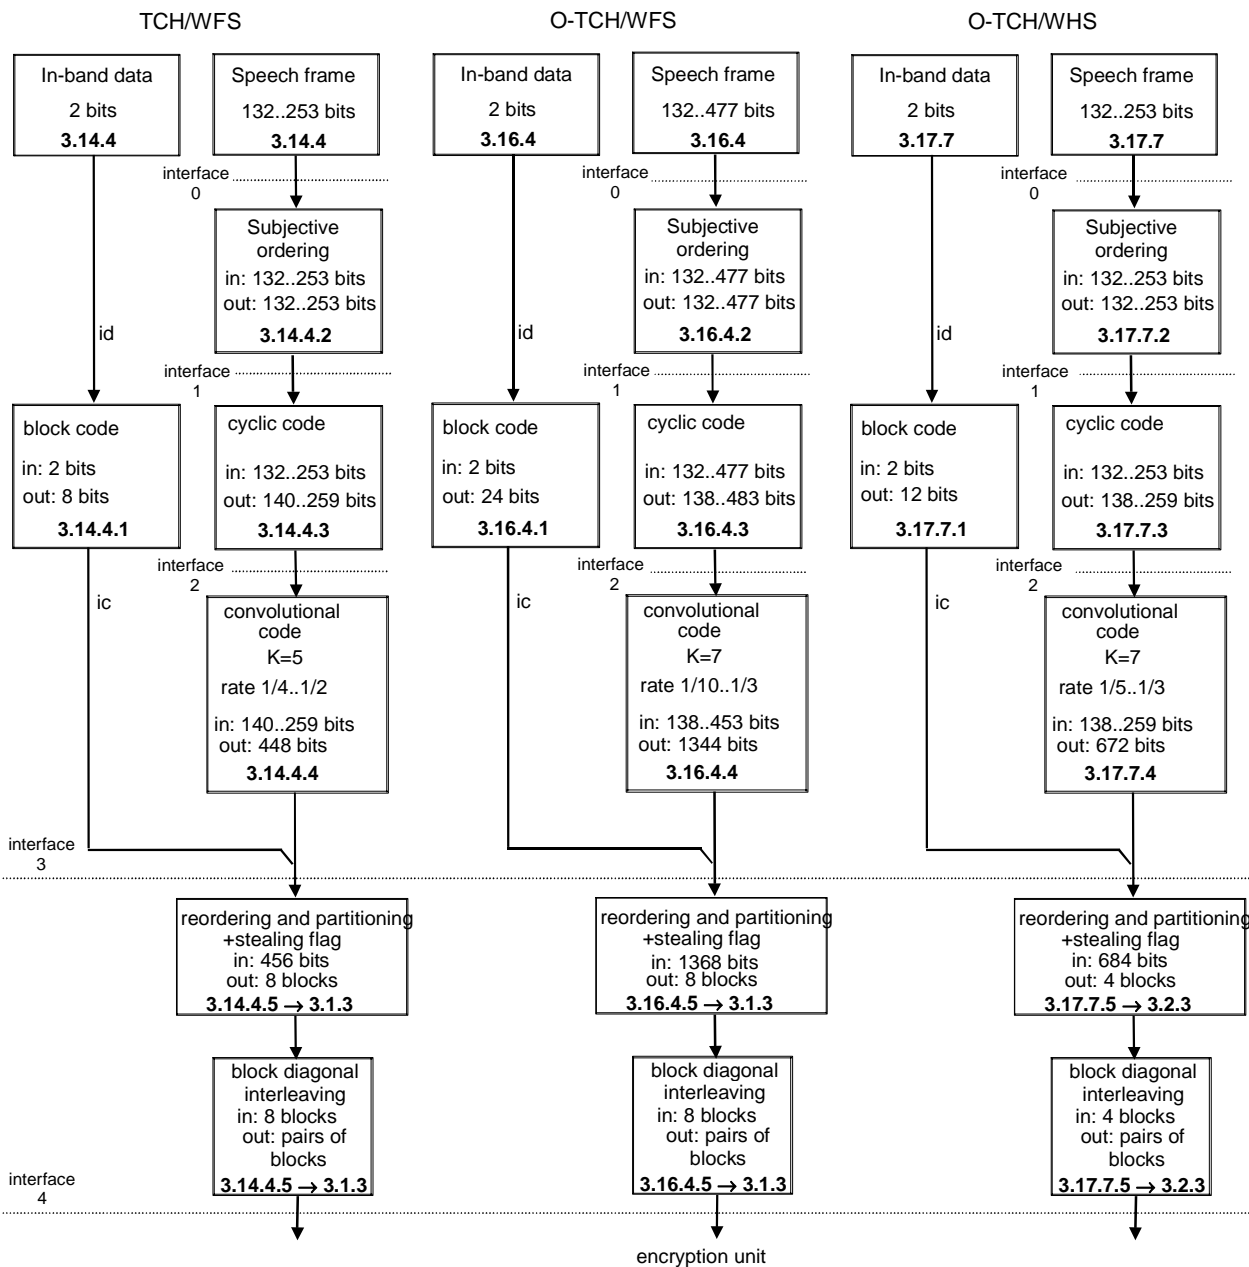 TCH/WFS
O-TCH/WFS
O-TCH/WHS
In-band data
2 bits
3.14.4
Speech frame
132..253 bits
3.14.4
In-band data
2 bits
3.16.4
Speech frame
132..477 bits
3.16.4
In-band data
2 bits
3.17.7
Speech frame
132..253 bits
3.17.7
interface
0
interface
0
interface
0
Subjective
ordering
in: 132..253 bits
out: 132..253 bits
3.14.4.2
Subjective
ordering
in: 132..477 bits
out: 132..477 bits
3.16.4.2
Subjective
ordering
in: 132..253 bits
out: 132..253 bits
3.17.7.2
id
id
id
interface
1
interface
1
interface
1
block code
in: 2 bits
out: 8 bits
3.14.4.1
cyclic code
in: 132..253 bits
out: 140..259 bits
3.14.4.3
block code
in: 2 bits
out: 24 bits
3.16.4.1
cyclic code
in: 132..477 bits
out: 138..483 bits
3.16.4.3
block code
in: 2 bits
out: 12 bits
3.17.7.1
cyclic code
in: 132..253 bits
out: 138..259 bits
3.17.7.3
interface
2
interface
2
interface
2
ic
ic
ic
convolutional
code
K=5
rate 1/4..1/2
in: 140..259 bits
out: 448 bits
3.14.4.4
convolutional
code
K=7
rate 1/10..1/3
in: 138..453 bits
out: 1344 bits
3.16.4.4
convolutional
code
K=7
rate 1/5..1/3
in: 138..259 bits
out: 672 bits
3.17.7.4
interface
3
reordering and partitioning
+stealing flag
in: 456 bits
out: 8 blocks
3.14.4.5 → 3.1.3
reordering and partitioning
+stealing flag
in: 1368 bits
out: 8 blocks
3.16.4.5 → 3.1.3
reordering and partitioning
+stealing flag
in: 684 bits
out: 4 blocks
3.17.7.5 → 3.2.3
block diagonal
interleaving
in: 8 blocks
out: pairs of
blocks
3.14.4.5 → 3.1.3
block diagonal
interleaving
in: 8 blocks
out: pairs of
blocks
3.16.4.5 → 3.1.3
block diagonal
interleaving
in: 4 blocks
out: pairs of
blocks
3.17.7.5 → 3.2.3
interface
4
encryption unit